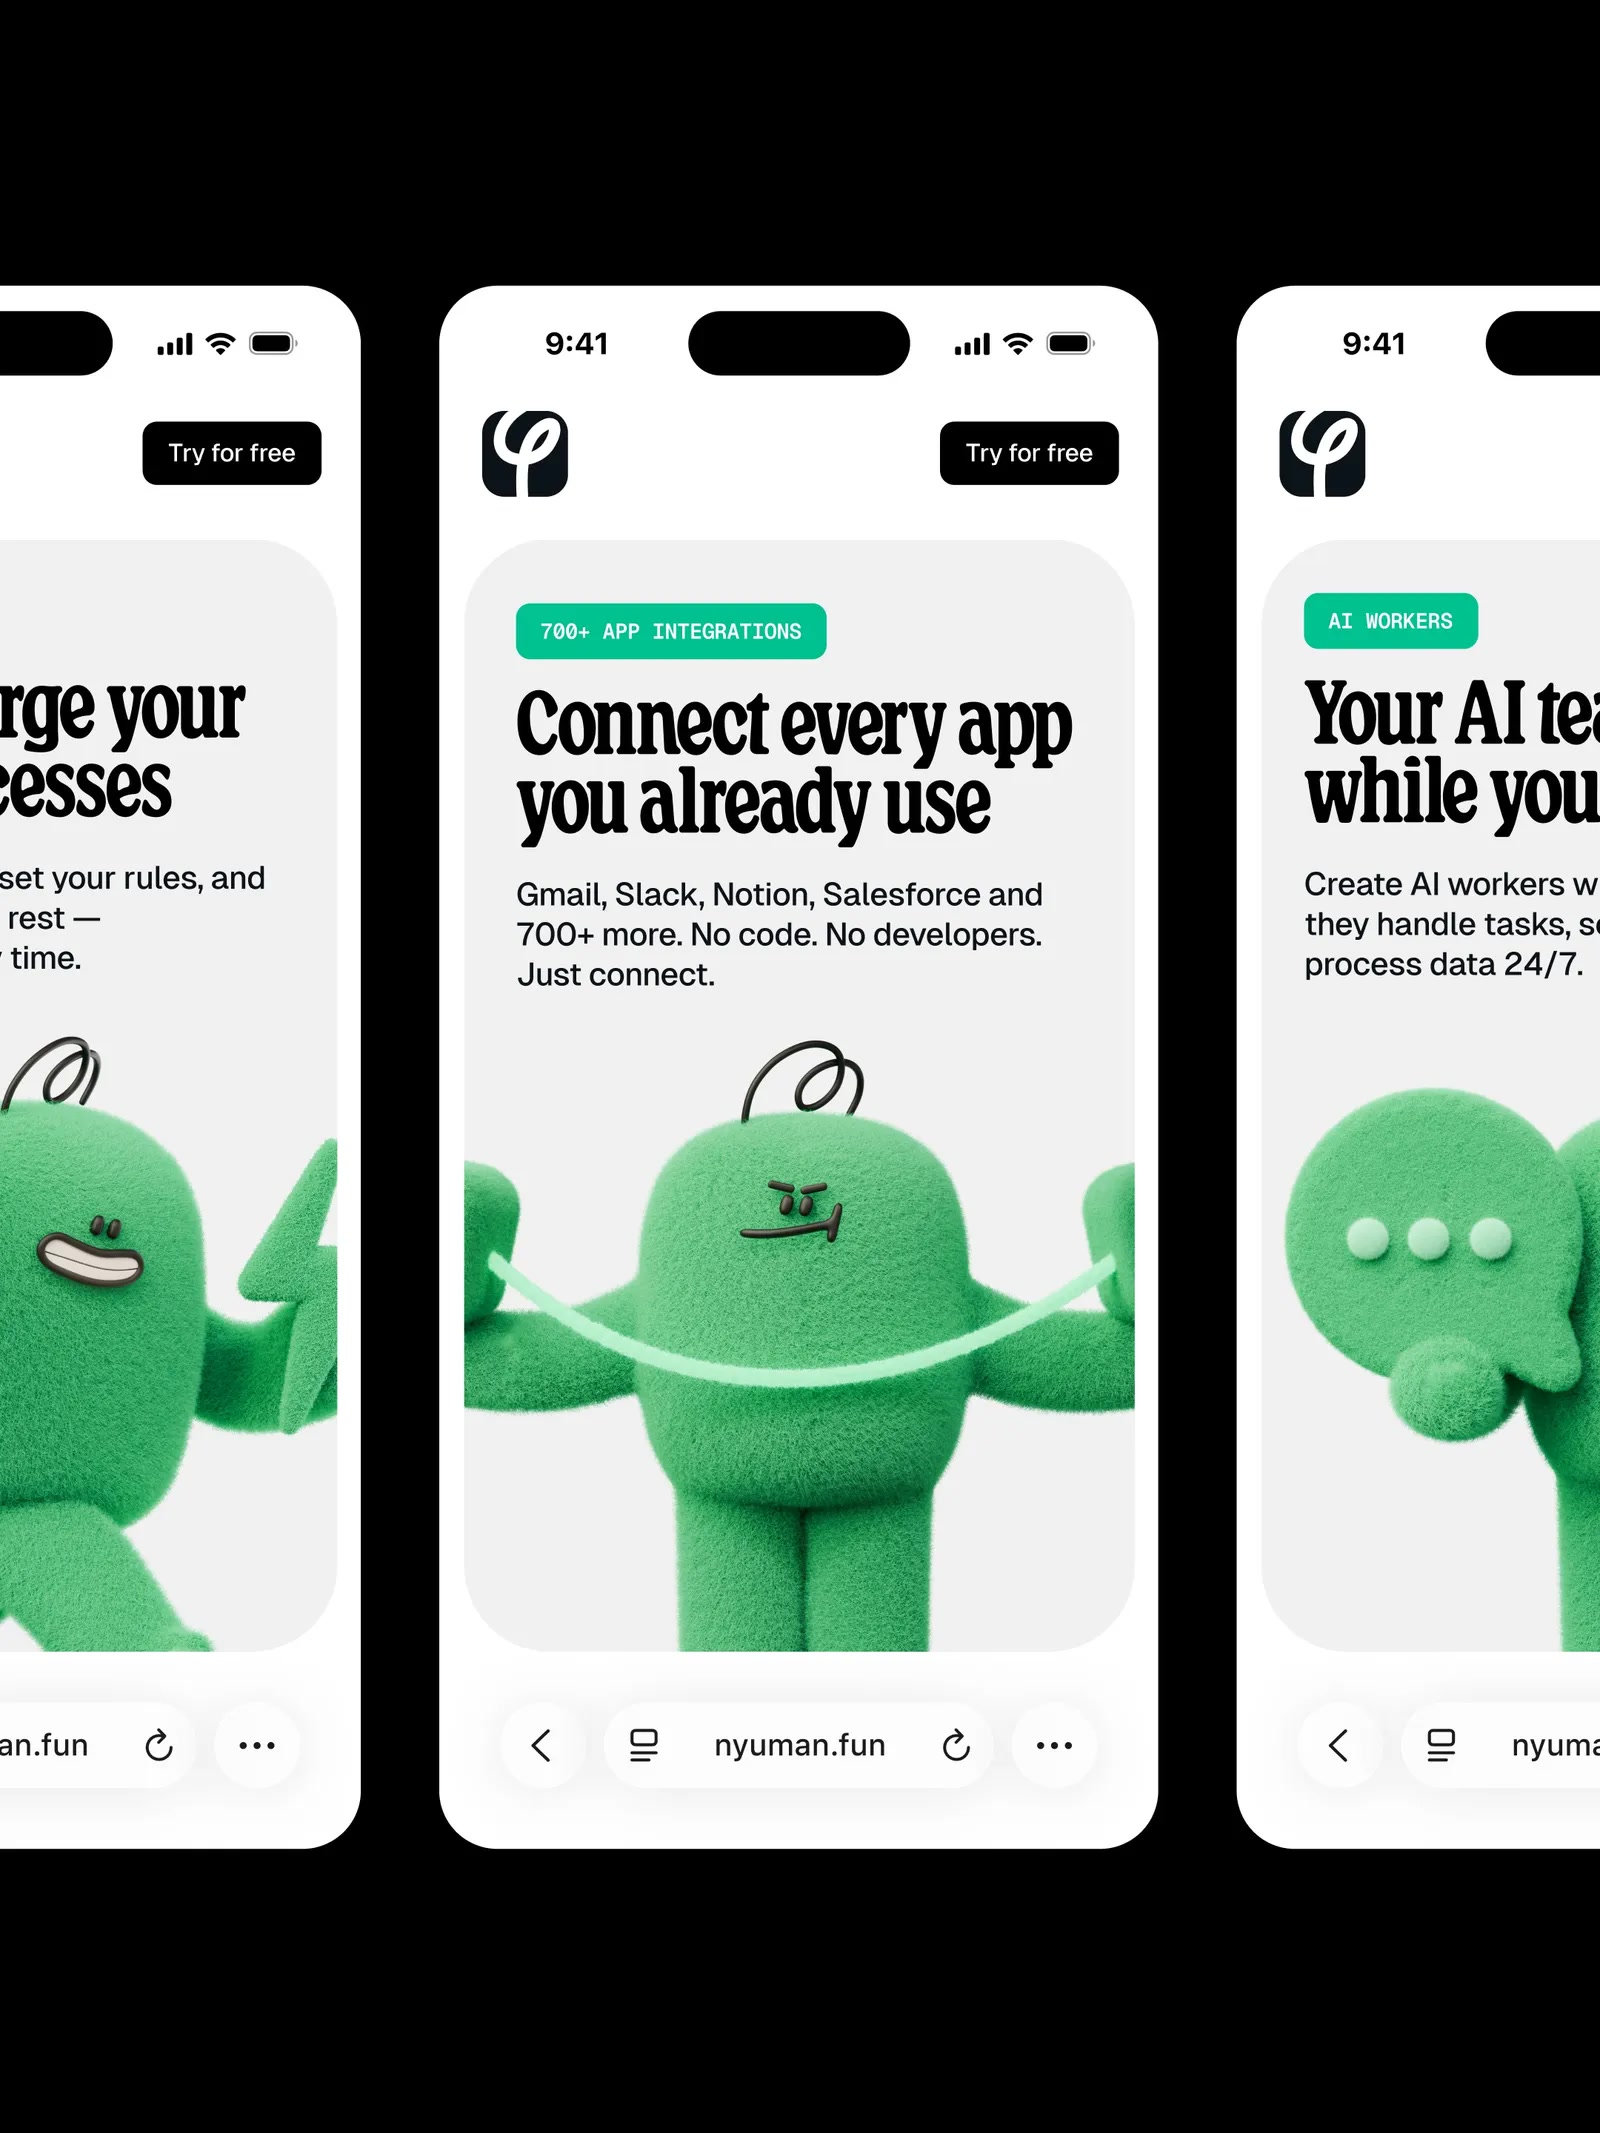 Try for free
rge your
cesses
set your rules, and
rest —
time.
an.fun
9:41
Try for free
700+ APP INTEGRATIONS
Connect every app
you already use
Gmail, Slack, Notion, Salesforce and
700+ more. No code. No developers.
Just connect.
nyuman.fun
9:41
AI WORKERS
Your AI tea
while you
Create AI workers w
they handle tasks, s
process data 24/7.
nyuma